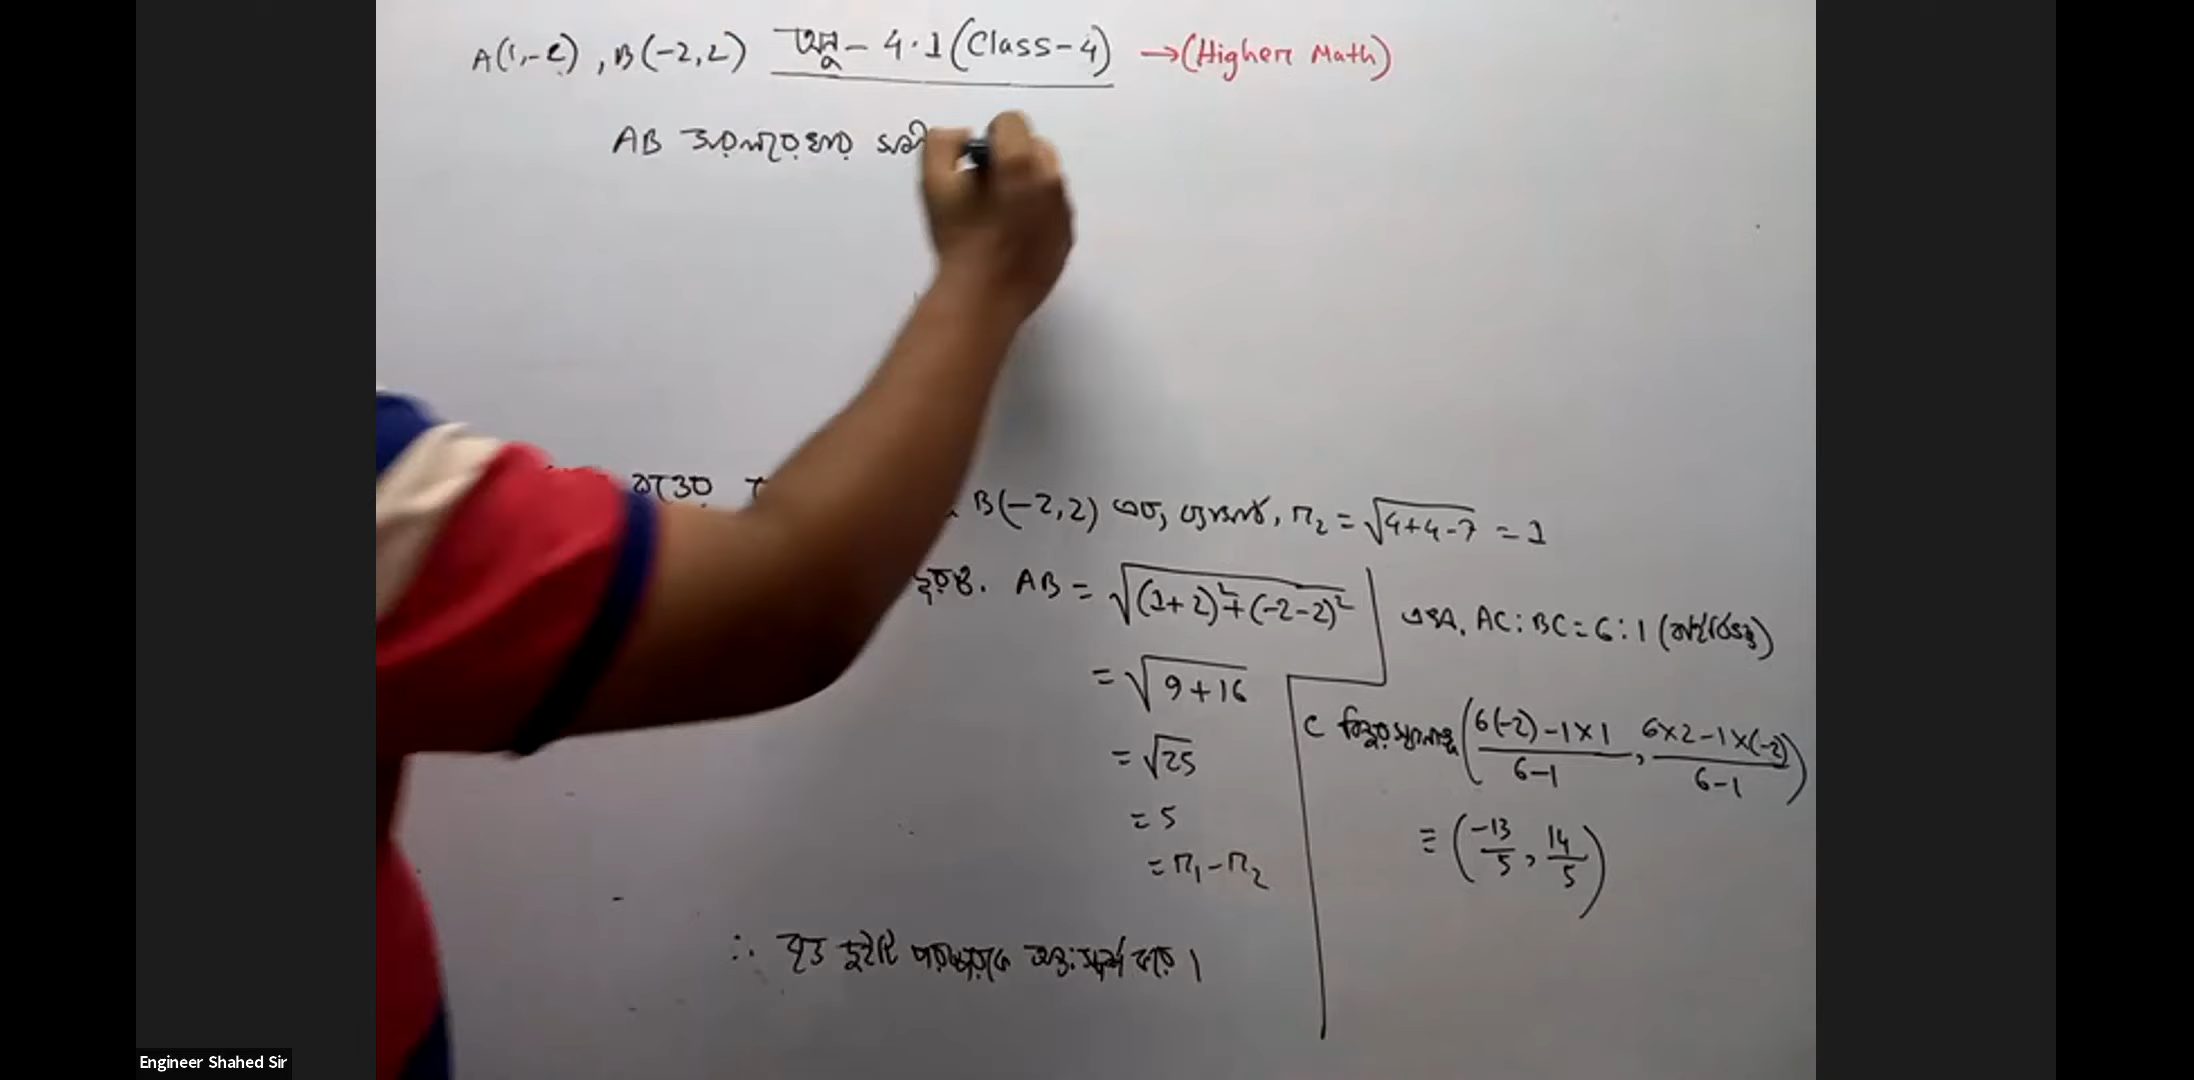 A(1,-2), B(-2,2) অনু - 4.1 (Class-4) →(Higher Math)
AB সরলরেখার সমী
B(-2,2) এবং ব্যাসার্ধ, r₂ = √(4+4-7) = 1
দূরত্ব. AB = √((1+2)²+(-2-2)²)
= √(9+16)
= √25
= 5
= r₁-r₂
∴ বৃত্ত দুইটি পরস্পরকে অন্তঃস্পর্শ করে।
এখন, AC:BC = 6:1 (বহির্বিভক্ত)
C বিন্দুর স্থানাঙ্ক ((6(-2)-1×1)/(6-1), (6×2-1×(-2))/(6-1))
≡ (-13/5, 14/5)
Engineer Shahed Sir